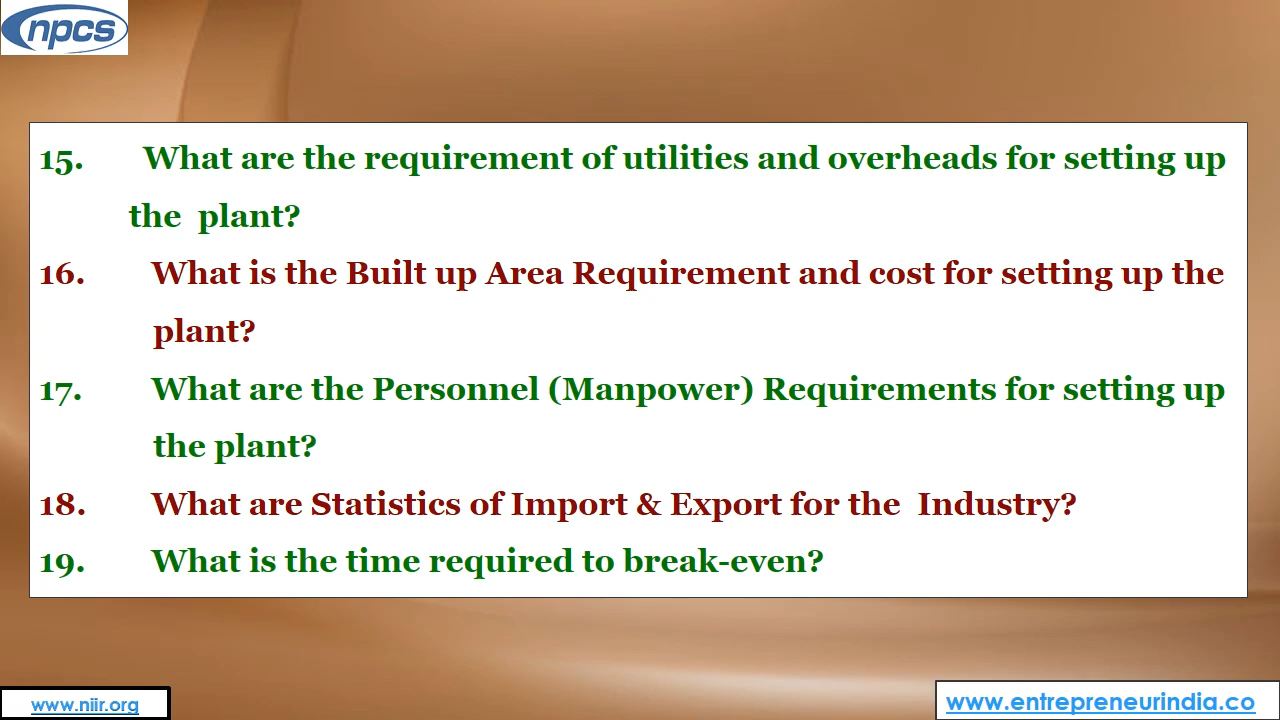 npcs
15. What are the requirement of utilities and overheads for setting up
the plant?
16. What is the Built up Area Requirement and cost for setting up the
plant?
17. What are the Personnel (Manpower) Requirements for setting up
the plant?
18. What are Statistics of Import & Export for the Industry?
19. What is the time required to break-even?
www.niir.org
www.entrepreneurindia.co